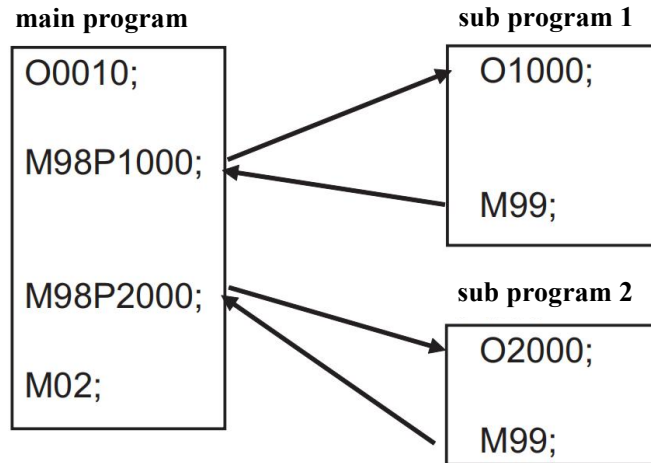 main program
O0010;
M98P1000;
M98P2000;
M02;
sub program 1
O1000;
M99;
sub program 2
O2000;
M99;